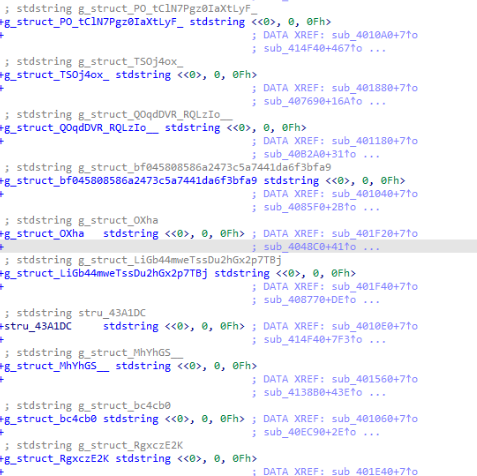 ; stdstring g_struct_PO_tClN7Pgz0IaXtLyF_
+g_struct_PO_tClN7Pgz0IaXtLyF_ stdstring <<0>, 0, 0Fh>
+ ; DATA XREF: sub_4010A0+7↑o
; sub_414F40+467↑o ...
; stdstring g_struct_TSOj4ox_
+g_struct_TSOj4ox_ stdstring <<0>, 0, 0Fh>
+ ; DATA XREF: sub_401880+7↑o
; sub_407690+16A↑o ...
; stdstring g_struct_QOqdDVR_RQLzIo__
+g_struct_QOqdDVR_RQLzIo__ stdstring <<0>, 0, 0Fh>
+ ; DATA XREF: sub_401180+7↑o
+ ; sub_40B2A0+31↑o ...
; stdstring g_struct_bf045808586a2473c5a7441da6f3bfa9
+g_struct_bf045808586a2473c5a7441da6f3bfa9 stdstring <<0>, 0, 0Fh>
+ ; DATA XREF: sub_401040+7↑o
+ ; sub_4085F0+2B↑o ...
; stdstring g_struct_OXha
+g_struct_OXha stdstring <<0>, 0, 0Fh> ; DATA XREF: sub_401F20+7↑o
+ ; sub_4048C0+41↑o ...
; stdstring g_struct_LiGb44mweTssDu2hGx2p7TBj
+g_struct_LiGb44mweTssDu2hGx2p7TBj stdstring <<0>, 0, 0Fh>
+ ; DATA XREF: sub_401F40+7↑o
+ ; sub_408770+DE↑o ...
; stdstring stru_43A1DC
+stru_43A1DC stdstring <<0>, 0, 0Fh> ; DATA XREF: sub_4010E0+7↑o
+ ; sub_414F40+7F3↑o ...
; stdstring g_struct_MhYhGS__
+g_struct_MhYhGS__ stdstring <<0>, 0, 0Fh>
+ ; DATA XREF: sub_401560+7↑o
+ ; sub_4138B0+43E↑o ...
; stdstring g_struct_bc4cb0
+g_struct_bc4cb0 stdstring <<0>, 0, 0Fh> ; DATA XREF: sub_401060+7↑o
+ ; sub_40EC90+2E↑o ...
; stdstring g_struct_RgxczE2K
+g_struct_RgxczE2K stdstring <<0>, 0, 0Fh>
+ ; DATA XREF: sub_401E40+7↑o